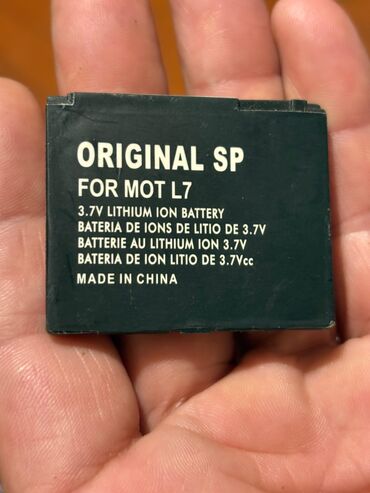 ORIGINAL SP
FOR MOT L7
3.7V LITHIUM ION BATTERY
BATERIA DE IONS DE LITIO DE 3.7V
BATTERIE AU LITHIUM ION 3.7V
BATERIA DE ION LITIO DE 3.7Vcc
MADE IN CHINA